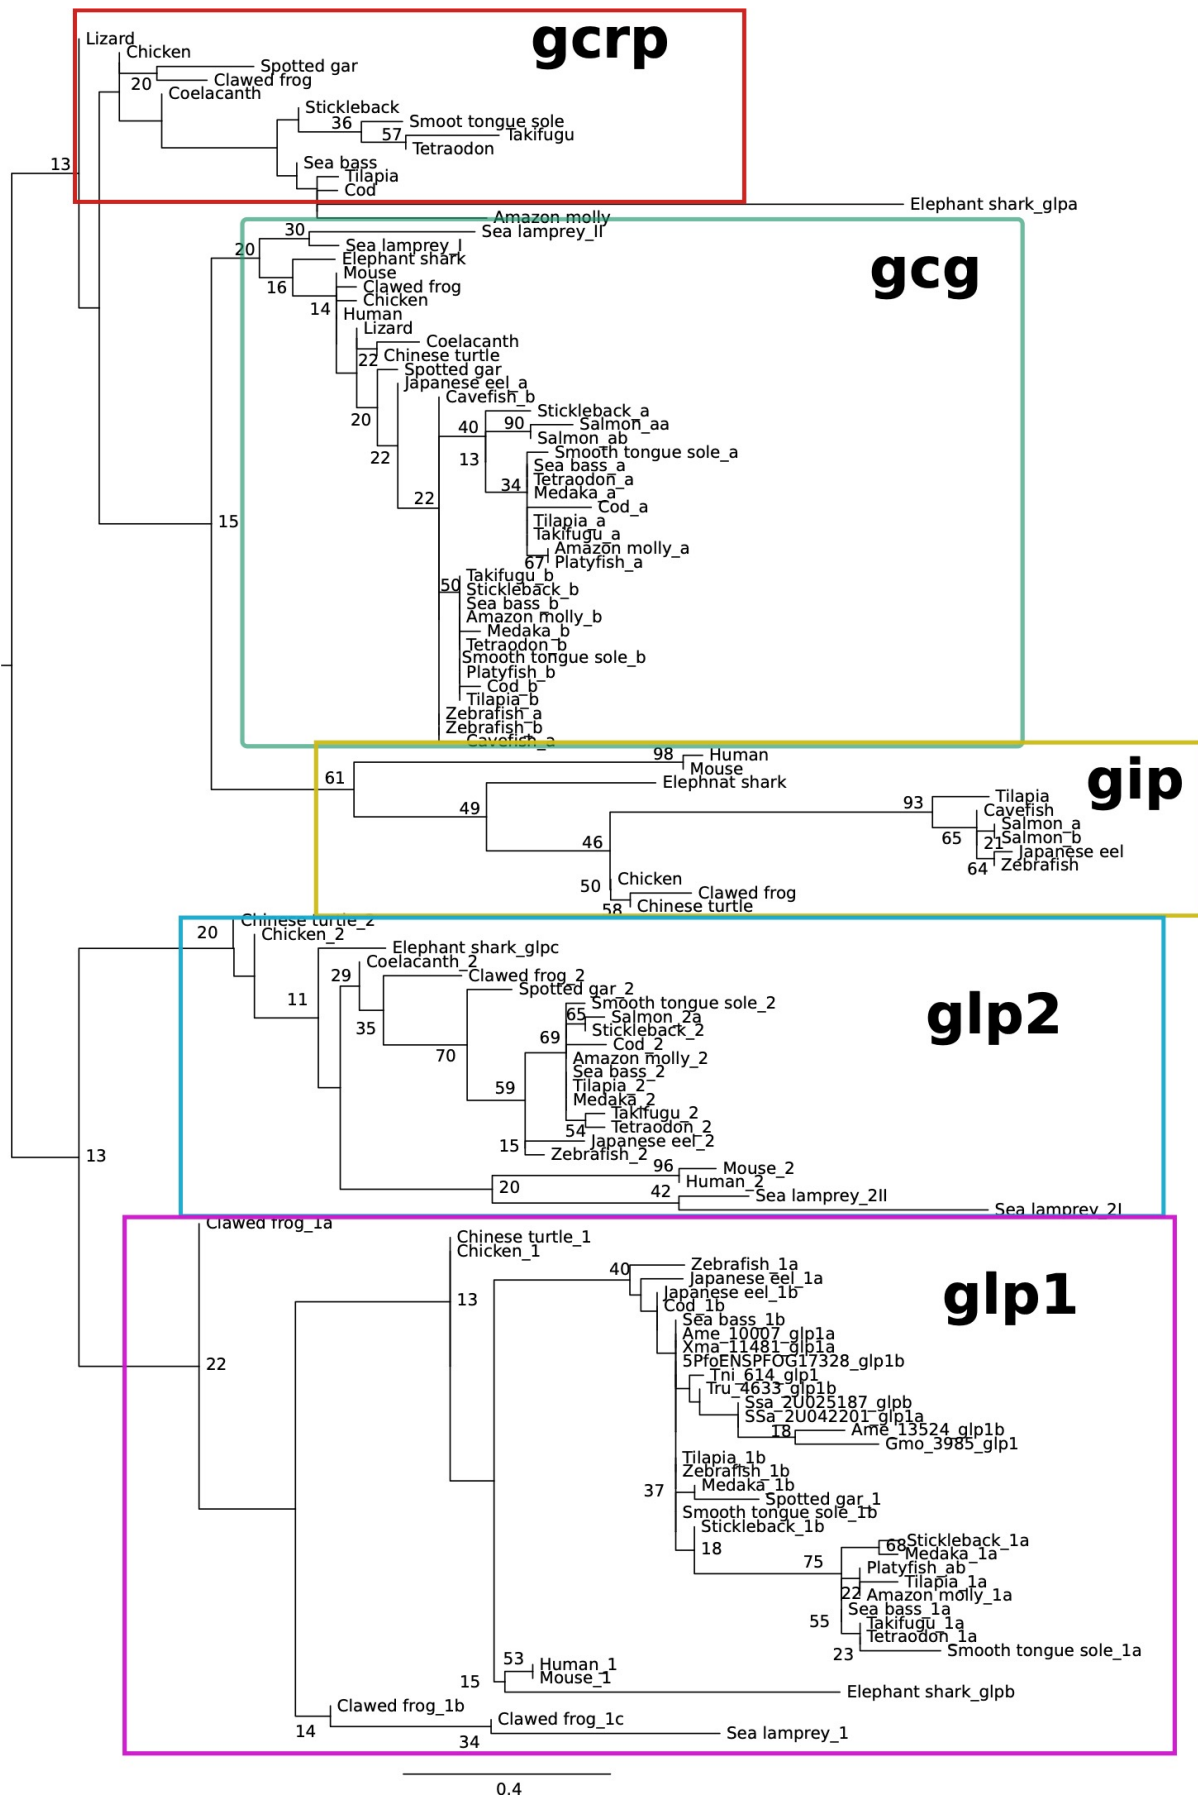 gcrp
Lizard
Chicken
Spotted gar
20
Clawed frog
Coelacanth
Stickleback
36
Smoot tongue sole
57
Takifugu
Tetraodon
13
Sea bass
Tilapia
Cod
Elephant shark_glpa
Amazon molly
30
Sea lamprey_II
20
Sea lamprey_I
gcg
Elephant shark
Mouse
16
Clawed frog
Chicken
14
Human
Lizard
Coelacanth
22
Chinese turtle
Spotted gar
Japanese eel_a
Cavefish_b
Stickleback_a
20
40
90
Salmon_aa
Salmon_ab
22
13
Smooth tongue sole_a
Sea bass_a
Tetraodon_a
34
Medaka_a
22
Cod_a
15
Tilapia_a
Takifugu_a
Amazon molly_a
67
Platyfish_a
Takifugu_b
50
Stickleback_b
Sea bass_b
Amazon molly_b
Medaka_b
Tetraodon_b
Smooth tongue sole_b
Platyfish_b
Cod_b
Tilapia_b
Zebrafish_a
Zebrafish_b
Cavefish_a
98
Human
gip
61
Mouse
Elephnat shark
49
93
Tilapia
Cavefish
Salmon_a
46
65
21
Salmon_b
Japanese eel
64
Zebrafish
50
Chicken
Clawed frog
58
Chinese turtle
Chinese turtle_2
20
Chicken_2
Elephant shark_glpc
Coelacanth_2
29
Clawed frog_2
11
Spotted gar_2
glp2
Smooth tongue sole_2
65
Salmon_2a
35
Stickleback_2
69
Cod_2
70
Amazon molly_2
Sea bass_2
59
Tilapia_2
Medaka_2
Takifugu_2
54
Tetraodon_2
15
Japanese eel_2
13
Zebrafish_2
96
Mouse_2
20
Human_2
42
Sea lamprey_2II
Sea lamprey_2I
Clawed frog_1a
Chinese turtle_1
Chicken_1
40
Zebrafish_1a
Japanese eel_1a
glp1
Japanese eel_1b
13
Cod_1b
Sea bass_1b
Ame_10007_glp1a
Xma_11481_glp1a
22
5PfoENSPFOG17328_glp1b
Tni_614_glp1
Tru_4633_glp1b
Ssa_2U025187_glpb
SSa_2U042201_glp1a
18
Ame_13524_glp1b
Gmo_3985_glp1
Tilapia_1b
Zebrafish_1b
37
Medaka_1b
Spotted gar_1
Smooth tongue sole_1b
Stickleback_1b
18
68
Stickleback_1a
75
Medaka_1a
Platyfish_ab
Tilapia_1a
22
Amazon molly_1a
Sea bass_1a
55
Takifugu_1a
Tetraodon_1a
23
Smooth tongue sole_1a
53
Human_1
15
Mouse_1
Elephant shark_glpb
Clawed frog_1b
14
Clawed frog_1c
34
Sea lamprey_1
0.4